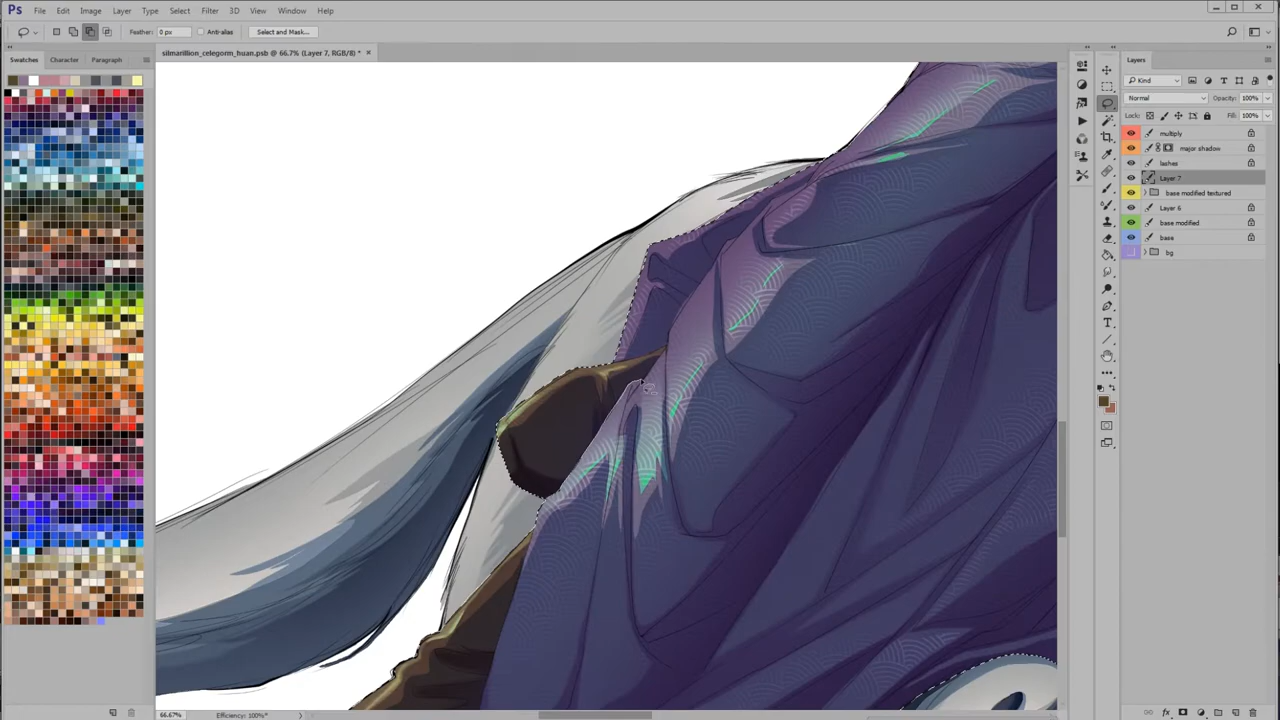 Ps File Edit Image Layer Type Select Filter 3D View Window Help
Feather: 0 px Anti-alias Select and Mask...
silmarillion_celegorm_huan.psb @ 66.7% (Layer 7, RGB/8) *
Swatches Character Paragraph
Layers
Kind
Normal Opacity: 100%
Lock: Fill: 100%
multiply
major shadow
lashes
Layer 7
base modified textured
Layer 6
base modified
base
bg
T
66.67% Efficiency: 100%*
fx